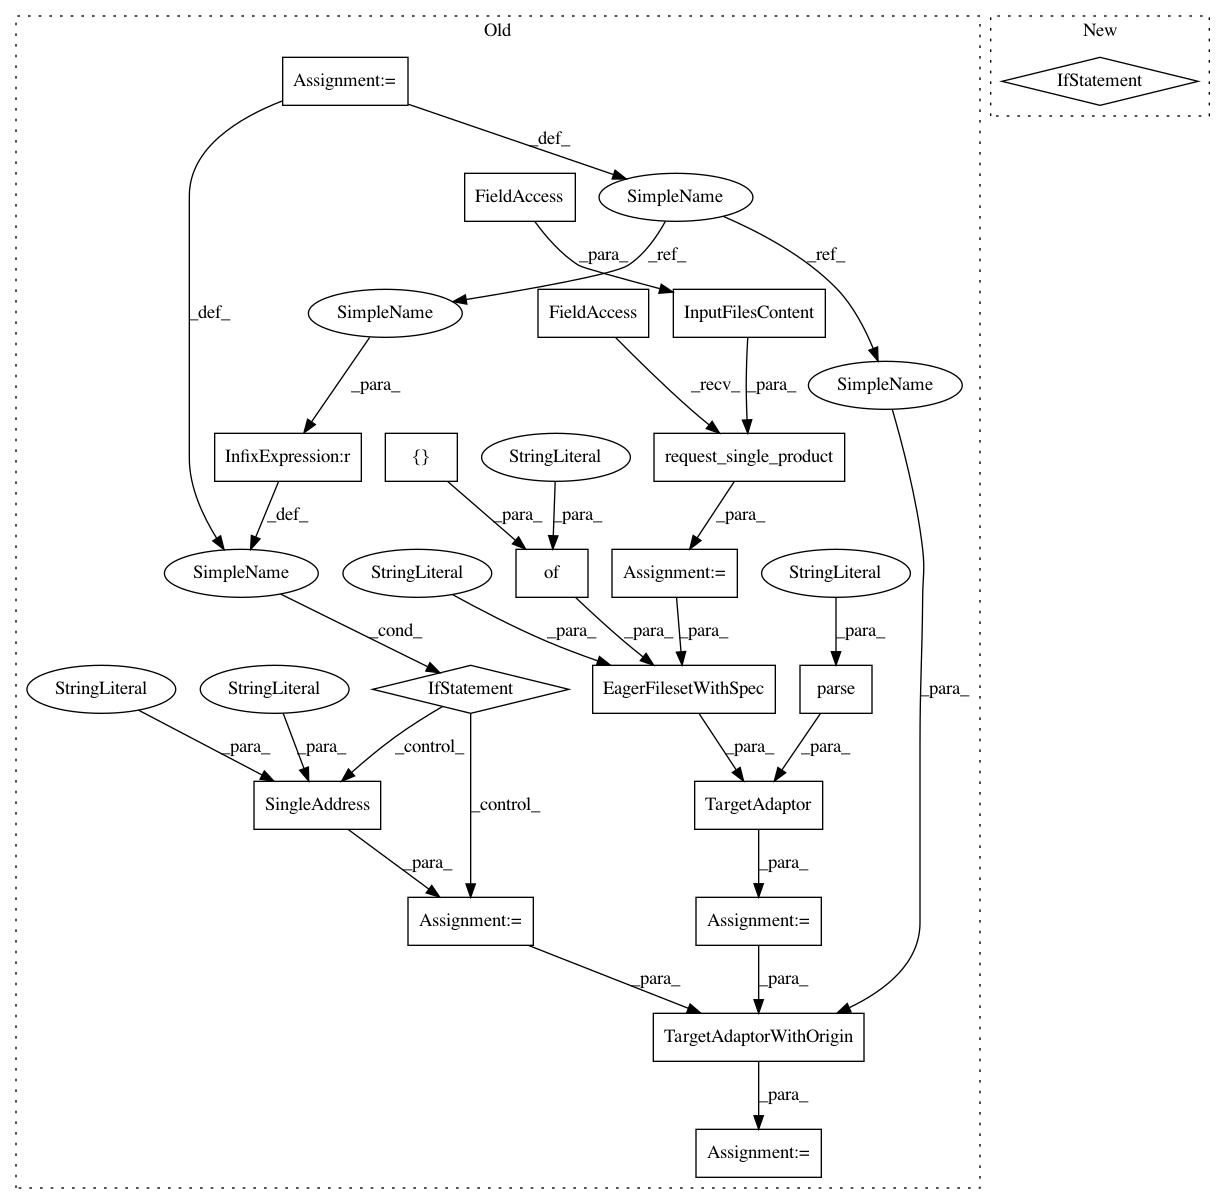 Old
New
Assignment:=
IfStatement
_def_
FieldAccess
SimpleName
_para_
_ref_
_ref_
_def_
SimpleName
FieldAccess
InputFilesContent
_para_
_recv_
_para_
SimpleName
InfixExpression:r
{}
StringLiteral
request_single_product
_def_
_para_
_para_
_para_
SimpleName
StringLiteral
of
Assignment:=
StringLiteral
_cond_
_para_
_para_
_para_
_para_
StringLiteral
StringLiteral
IfStatement
EagerFilesetWithSpec
parse
_para_
_para_
_para_
_control_
_para_
_para_
SingleAddress
_control_
TargetAdaptor
_para_
_para_
Assignment:=
Assignment:=
_para_
_para_
TargetAdaptorWithOrigin
_para_
Assignment:=